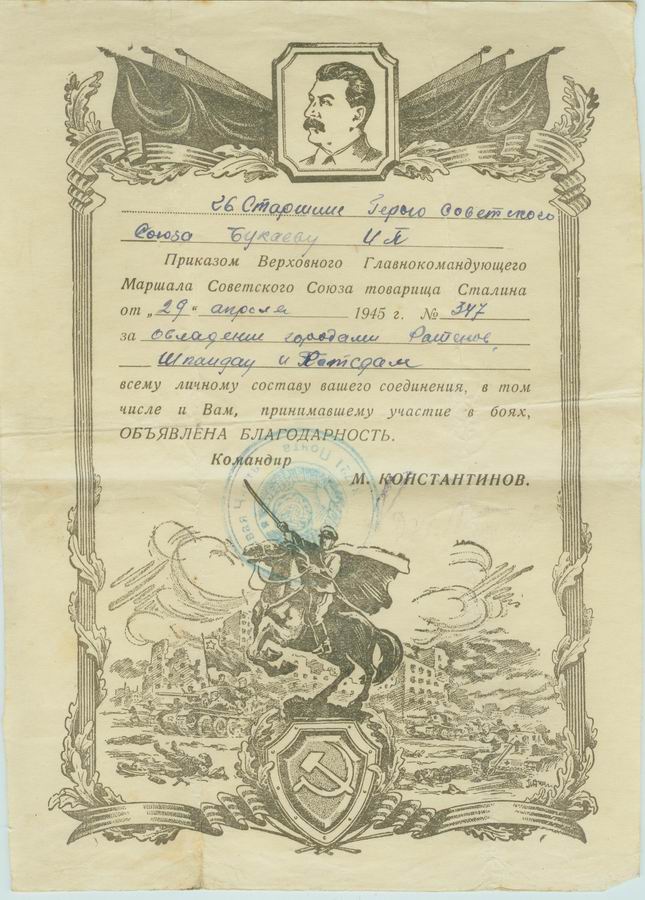 гв Старшине Герою Советского
Союза Букаеву И П
Приказом Верховного Главнокомандующего
Маршала Советского Союза товарища Сталина
от „29“ апреля 1945 г. № 347
за овладение городами Ратенов,
Шпандау и Потсдам
всему личному составу вашего соединения, в том
числе и Вам, принимавшему участие в боях,
ОБЪЯВЛЕНА БЛАГОДАРНОСТЬ.
Командир
М. КОНСТАНТИНОВ.